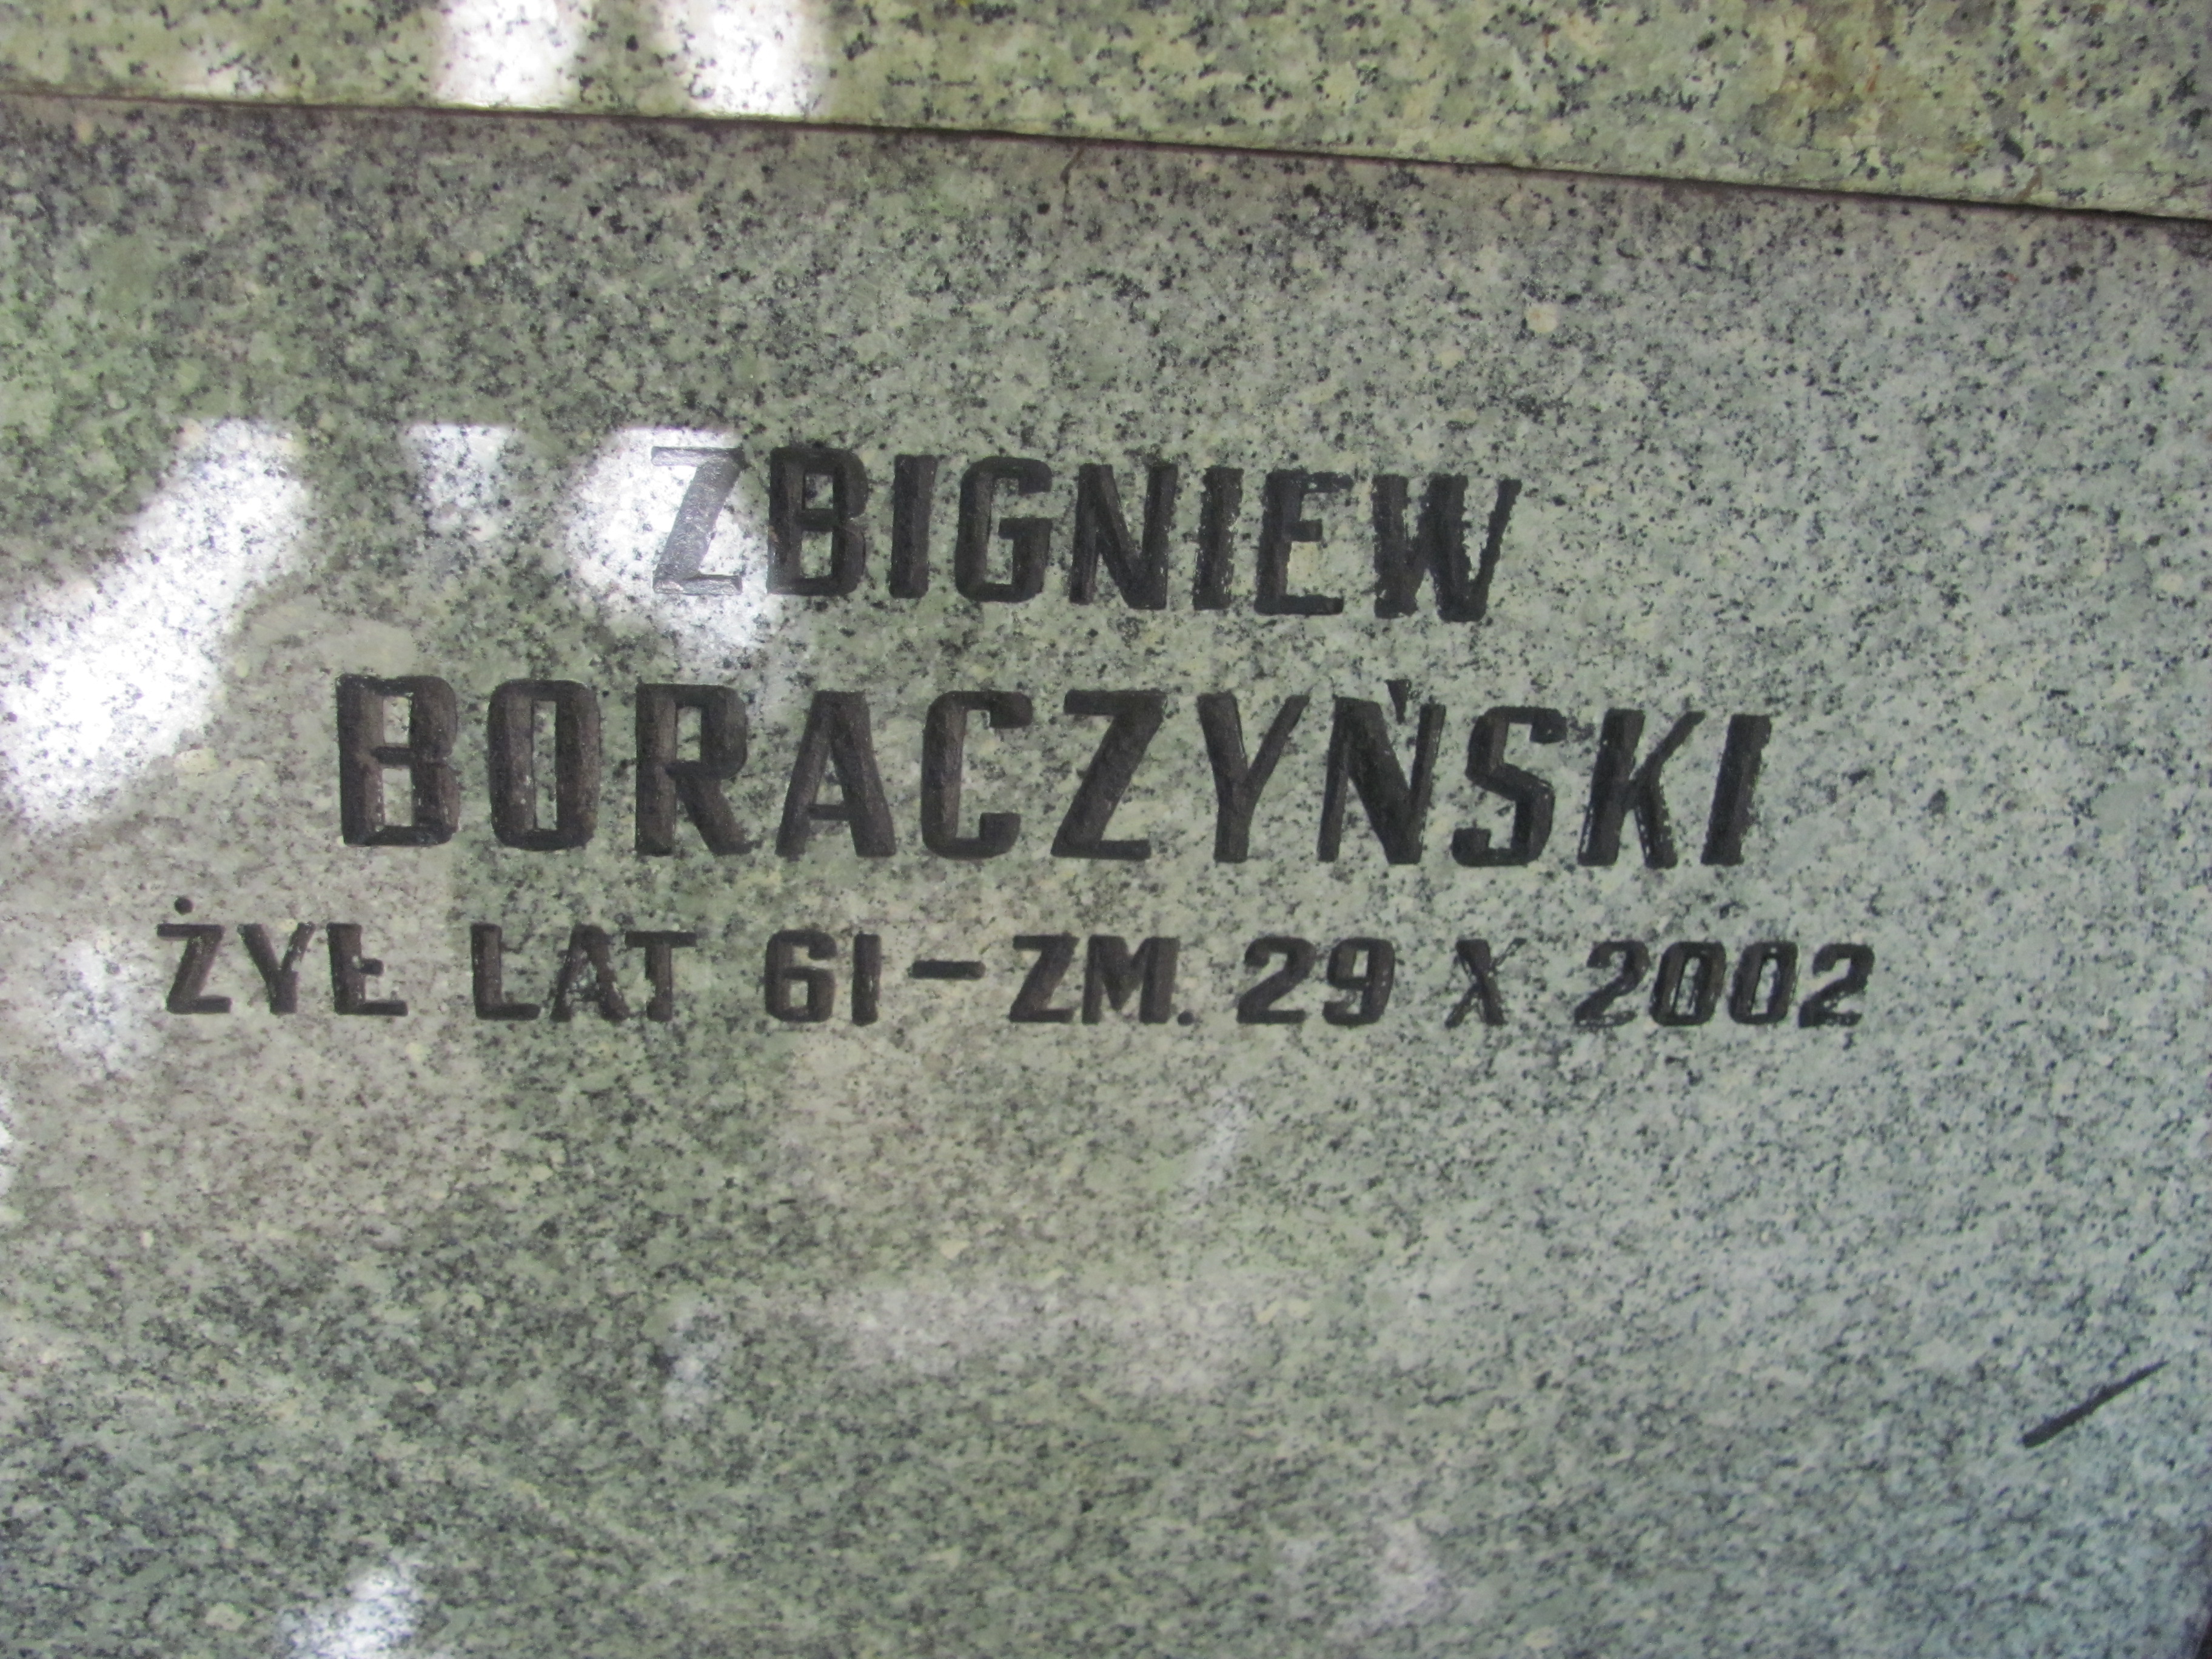 ZBIGNIEW
BORACZYŃSKI
ŻYŁ LAT 61 - ZM. 29 X 2002